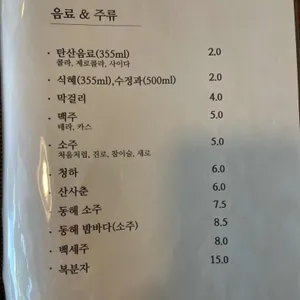 음료 & 주류
· 탄산음료(355ml) 2.0
콜라, 제로콜라, 사이다
· 식혜(355ml),수정과(500ml) 2.0
· 막걸리 4.0
· 맥주 5.0
테라, 카스
· 소주 5.0
처음처럼, 진로, 참이슬, 새로
· 청하 6.0
· 산사춘 6.0
· 동해 소주 7.5
· 동해 밤바다(소주) 8.5
· 백세주 8.0
· 복분자 15.0